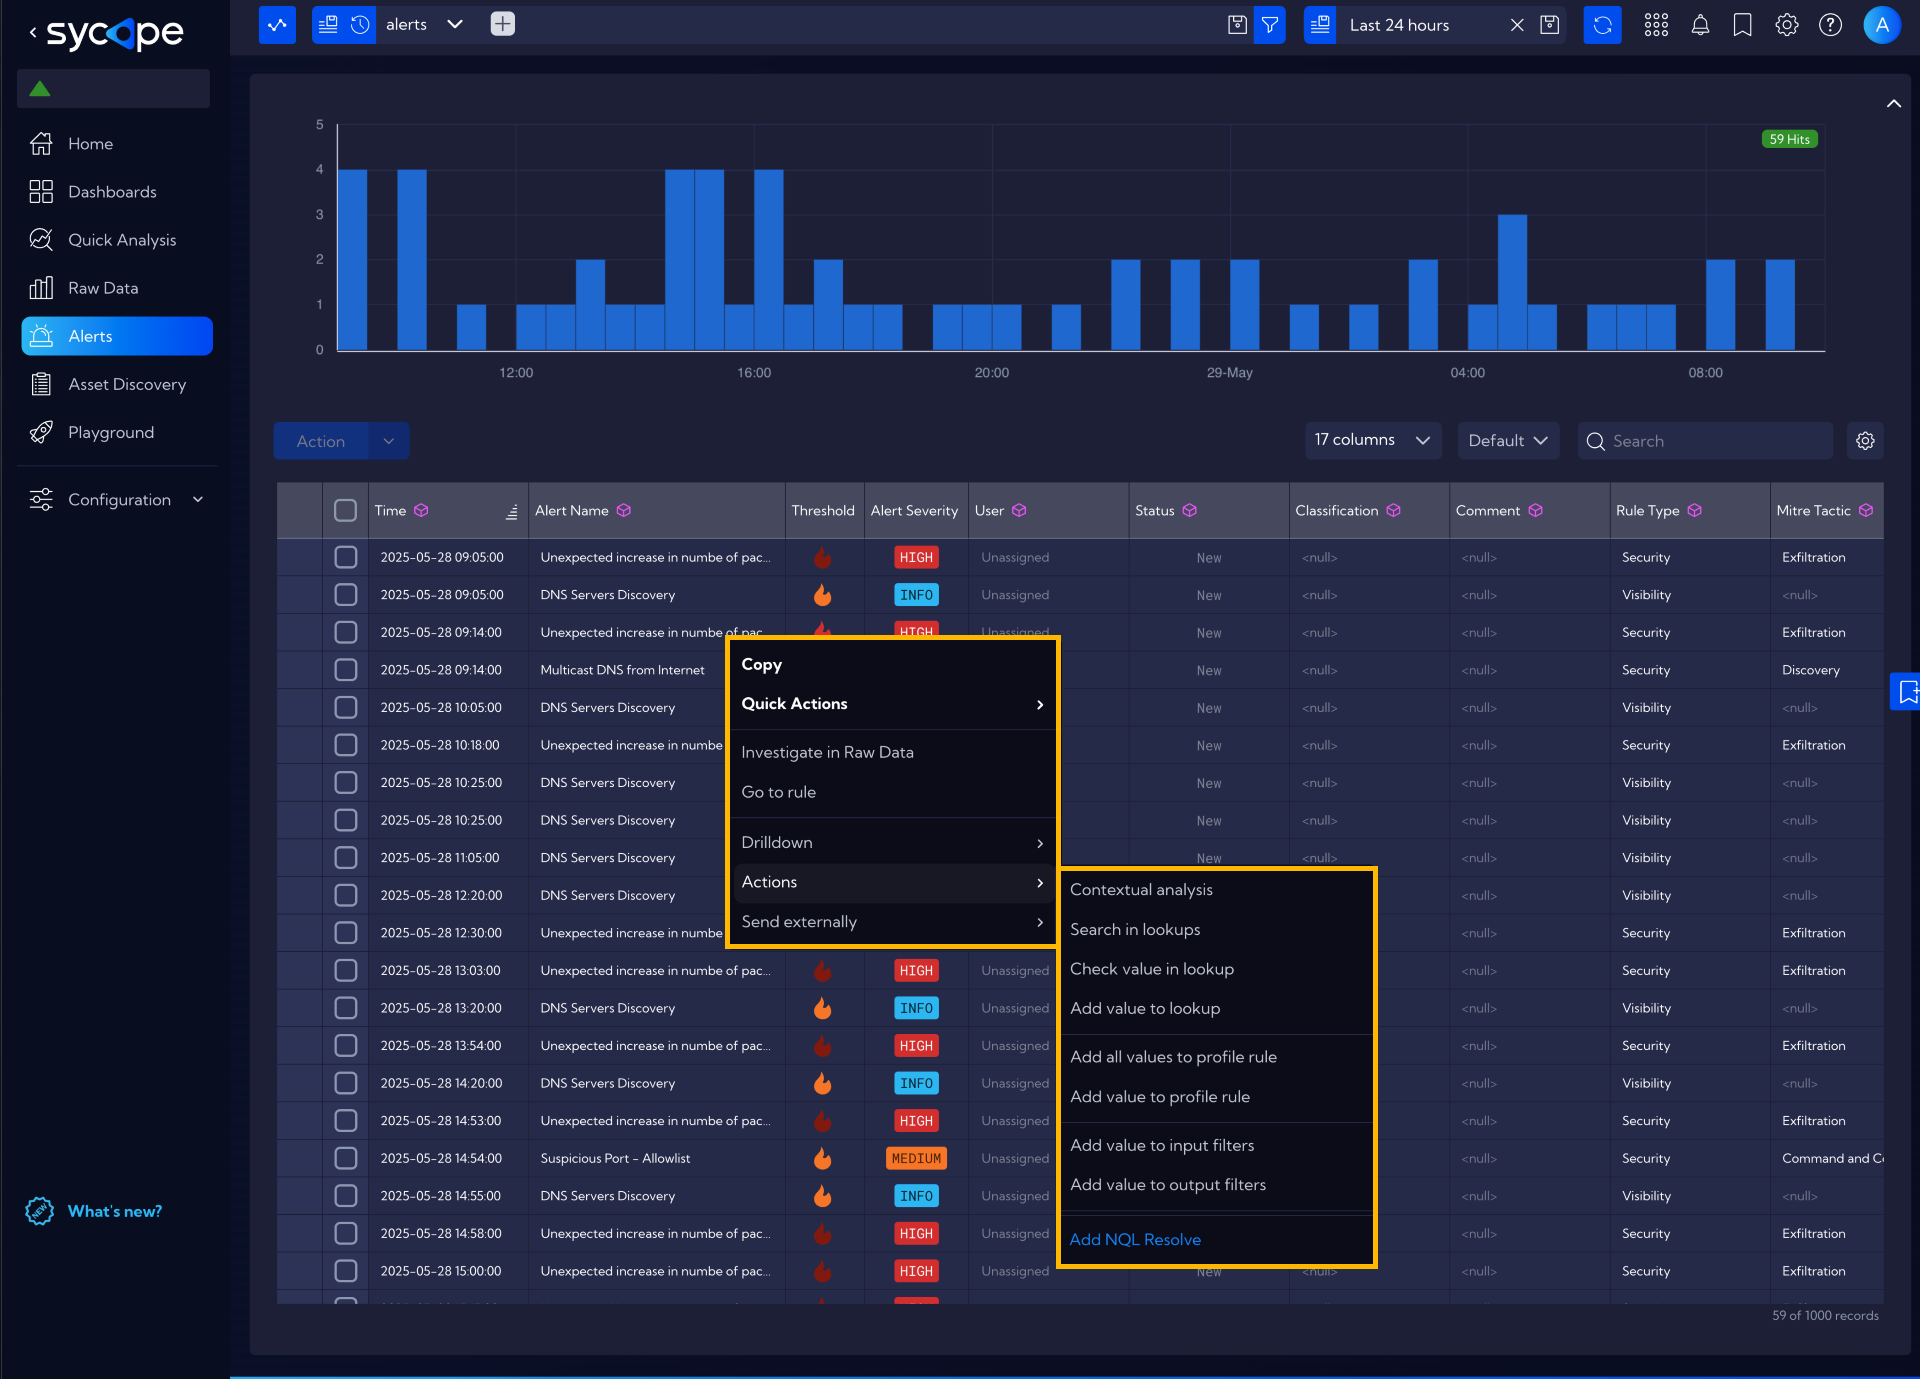 sycope
alerts
Last 24 hours
A
Home
Dashboards
Quick Analysis
Raw Data
Alerts
Asset Discovery
Playground
Configuration
NEW
What's new?
59 Hits
5
4
3
2
1
0
12:00 16:00 20:00 29-May 04:00 08:00
Action
17 columns Default Search
Time Alert Name Threshold Alert Severity User Status Classification Comment Rule Type Mitre Tactic
2025-05-28 09:05:00 Unexpected increase in numbe of pac... HIGH Unassigned New <null> <null> Security Exfiltration
2025-05-28 09:05:00 DNS Servers Discovery INFO Unassigned New <null> <null> Visibility <null>
2025-05-28 09:14:00 Unexpected increase in numbe of pac... HIGH Unassigned New <null> <null> Security Exfiltration
2025-05-28 09:14:00 Multicast DNS from Internet New <null> <null> Security Discovery
2025-05-28 10:05:00 DNS Servers Discovery New <null> <null> Visibility <null>
2025-05-28 10:18:00 Unexpected increase in numbe New <null> <null> Security Exfiltration
2025-05-28 10:25:00 DNS Servers Discovery New <null> <null> Visibility <null>
2025-05-28 10:25:00 DNS Servers Discovery New <null> <null> Visibility <null>
2025-05-28 11:05:00 DNS Servers Discovery New <null> <null> Visibility <null>
2025-05-28 12:20:00 DNS Servers Discovery <null> Visibility <null>
2025-05-28 12:30:00 Unexpected increase in numbe <null> Security Exfiltration
2025-05-28 13:03:00 Unexpected increase in numbe of pac... HIGH Unassigned <null> Security Exfiltration
2025-05-28 13:20:00 DNS Servers Discovery INFO Unassigned <null> Visibility <null>
2025-05-28 13:54:00 Unexpected increase in numbe of pac... HIGH Unassigned <null> Security Exfiltration
2025-05-28 14:20:00 DNS Servers Discovery INFO Unassigned <null> Visibility <null>
2025-05-28 14:53:00 Unexpected increase in numbe of pac... HIGH Unassigned <null> Security Exfiltration
2025-05-28 14:54:00 Suspicious Port - Allowlist MEDIUM Unassigned <null> Security Command and Co
2025-05-28 14:55:00 DNS Servers Discovery INFO Unassigned <null> Visibility <null>
2025-05-28 14:58:00 Unexpected increase in numbe of pac... HIGH Unassigned <null> Security Exfiltration
2025-05-28 15:00:00 Unexpected increase in numbe of pac... HIGH Unassigned New <null> <null> Security Exfiltration
Copy
Quick Actions
Investigate in Raw Data
Go to rule
Drilldown
Actions
Send externally
Contextual analysis
Search in lookups
Check value in lookup
Add value to lookup
Add all values to profile rule
Add value to profile rule
Add value to input filters
Add value to output filters
Add NQL Resolve
59 of 1000 records